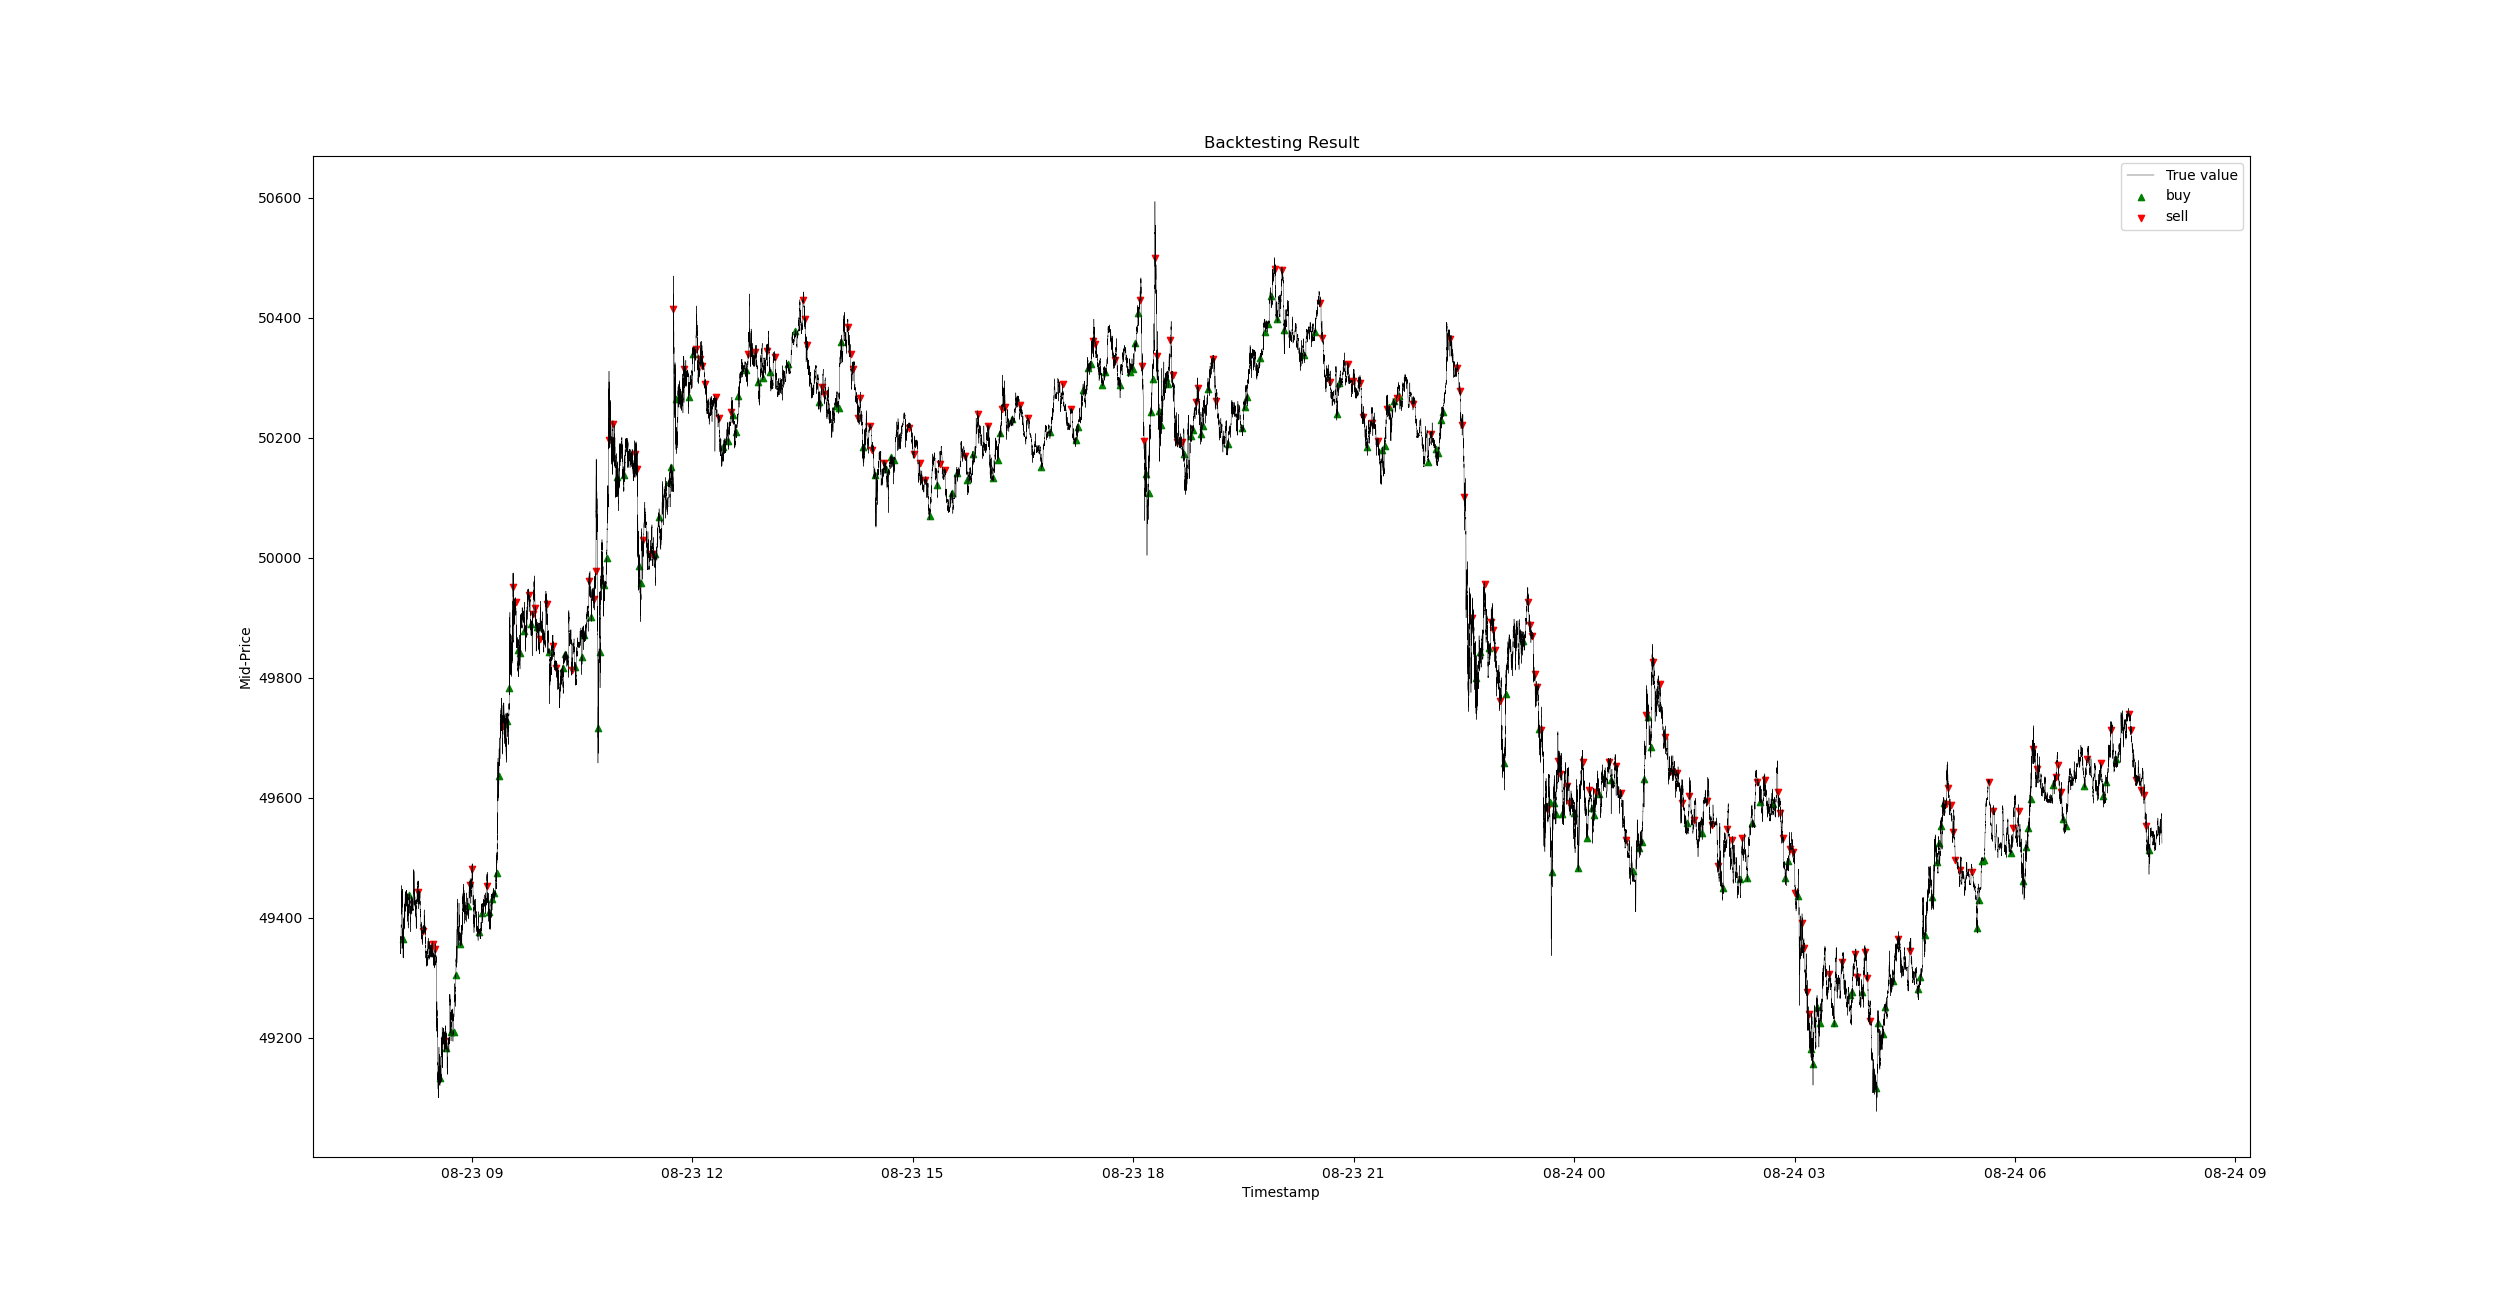 Backtesting Result
True value
buy
sell
50600
50400
50200
50000
49800
49600
49400
49200
Mid-Price
08-23 09
08-23 12
08-23 15
08-23 18
08-23 21
08-24 00
08-24 03
08-24 06
08-24 09
Timestamp